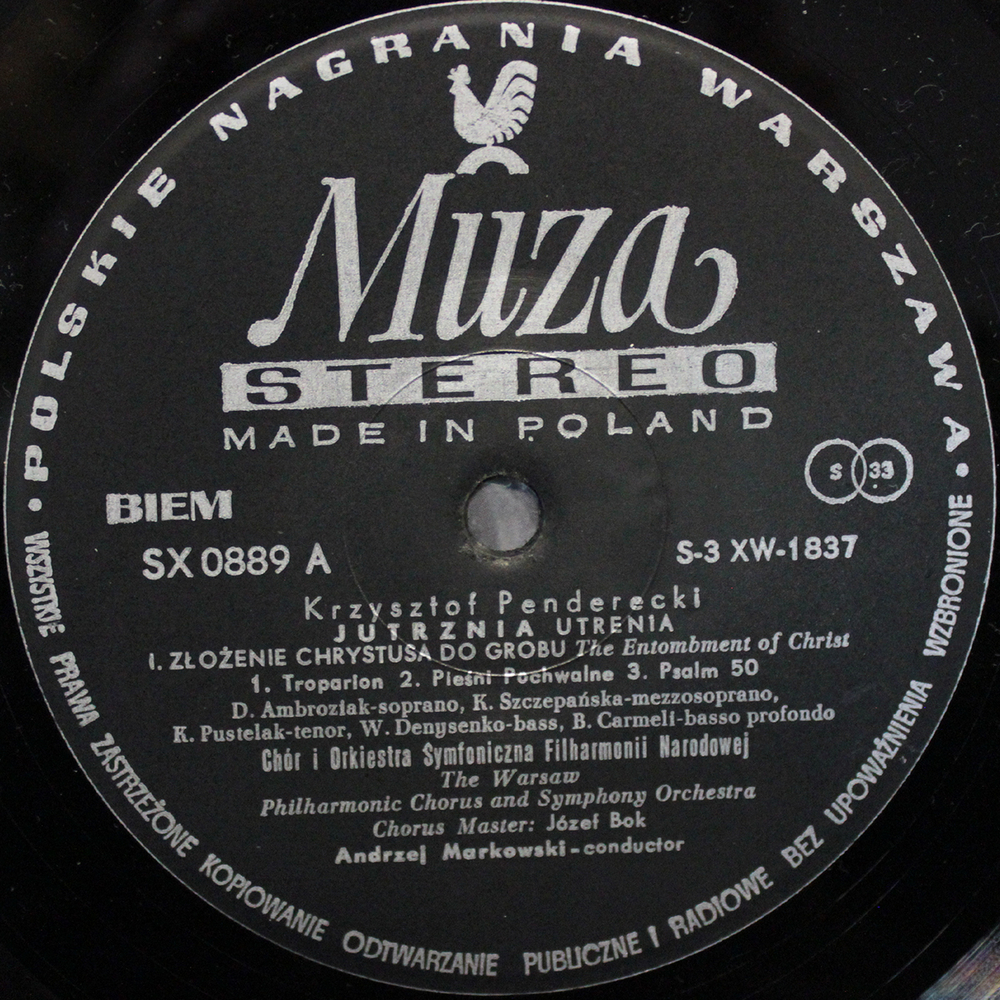 • POLSKIE NAGRANIA WARSZAWA •
Muza
STEREO
MADE IN POLAND
S 33
BIEM
SX 0889 A
S-3 XW-1837
Krzysztof Penderecki
JUTRZNIA UTRENIA
I. ZŁOŻENIE CHRYSTUSA DO GROBU The Entombment of Christ
1. Troparion 2. Pieśni Pochwalne 3. Psalm 50
D. Ambroziak-soprano, K. Szczepańska-mezzosoprano,
K. Pustelak-tenor, W. Denysenko-bass, B. Carmeli-basso profondo
Chór i Orkiestra Symfoniczna Filharmonii Narodowej
The Warsaw
Philharmonic Chorus and Symphony Orchestra
Chorus Master: Józef Bok
Andrzej Markowski-conductor
WSZYSTKIE PRAWA ZASTRZEŻONE KOPIOWANIE ODTWARZANIE PUBLICZNE I RADIOWE BEZ UPOWAŻNIENIA WZBRONIONE